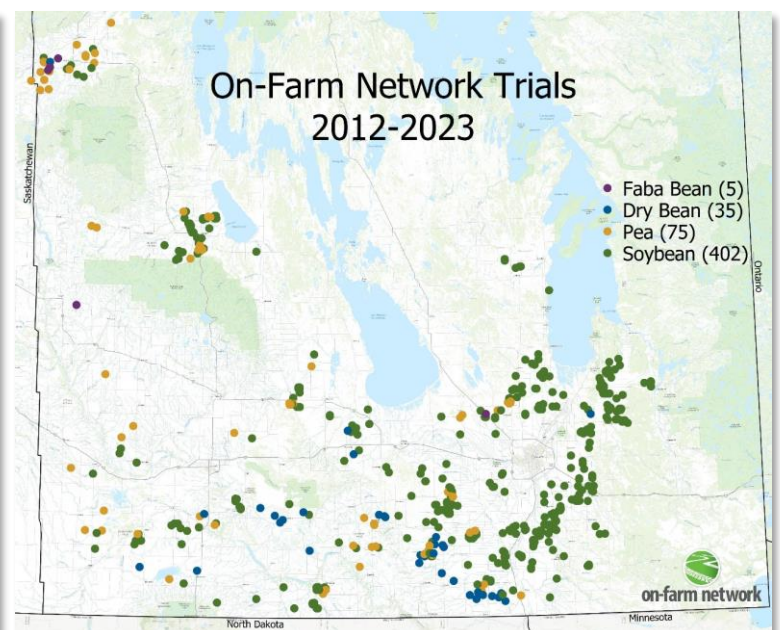 On-Farm Network Trials
2012-2023
Saskatchewan
Faba Bean (5)
Dry Bean (35)
Pea (75)
Soybean (402)
Ontario
on-farm network
North Dakota
Minnesota